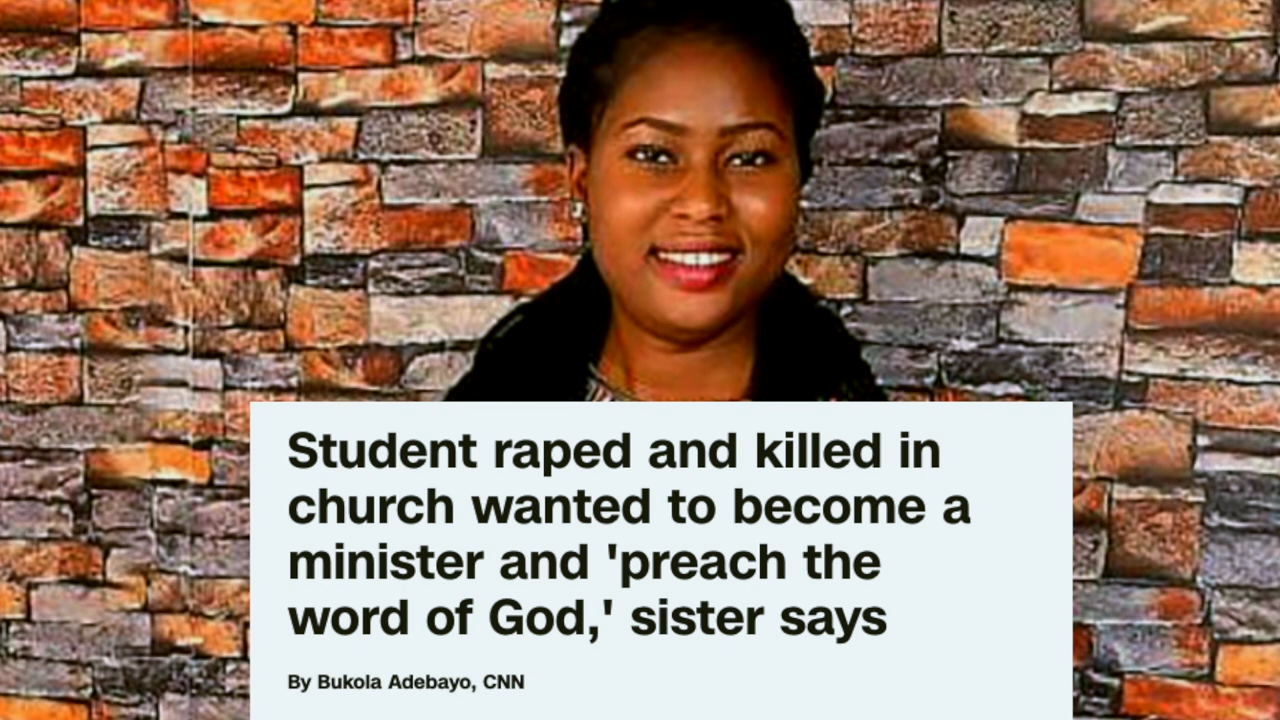 Student raped and killed in
church wanted to become a
minister and 'preach the
word of God,' sister says
By Bukola Adebayo, CNN